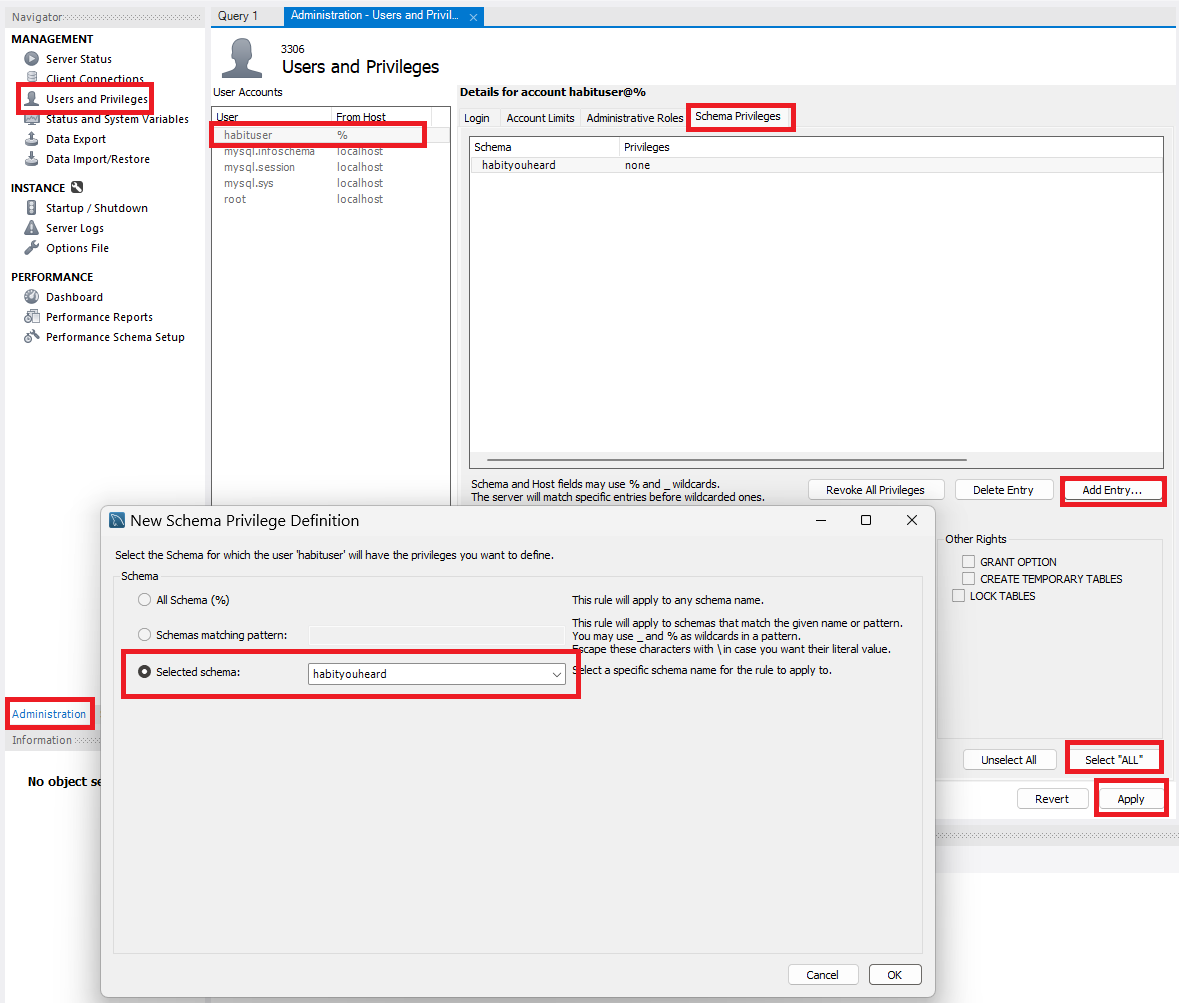 Navigator
MANAGEMENT
Server Status
Client Connections
Users and Privileges
Status and System Variables
Data Export
Data Import/Restore
INSTANCE
Startup / Shutdown
Server Logs
Options File
PERFORMANCE
Dashboard
Performance Reports
Performance Schema Setup
Administration
Information
No object se
Query 1
Administration - Users and Privil...
3306
Users and Privileges
User Accounts
User From Host
habituser %
mysql.infoschema localhost
mysql.session localhost
mysql.sys localhost
root localhost
Details for account habituser@%
Login Account Limits Administrative Roles Schema Privileges
Schema Privileges
habityouheard none
Schema and Host fields may use % and _ wildcards.
The server will match specific entries before wildcarded ones.
Revoke All Privileges Delete Entry Add Entry...
Other Rights
GRANT OPTION
CREATE TEMPORARY TABLES
LOCK TABLES
Unselect All Select "ALL"
Revert Apply
New Schema Privilege Definition
Select the Schema for which the user 'habituser' will have the privileges you want to define.
Schema
All Schema (%) This rule will apply to any schema name.
Schemas matching pattern: This rule will apply to schemas that match the given name or pattern.
You may use _ and % as wildcards in a pattern.
Escape these characters with \ in case you want their literal value.
Selected schema: habityouheard Select a specific schema name for the rule to apply to.
Cancel OK